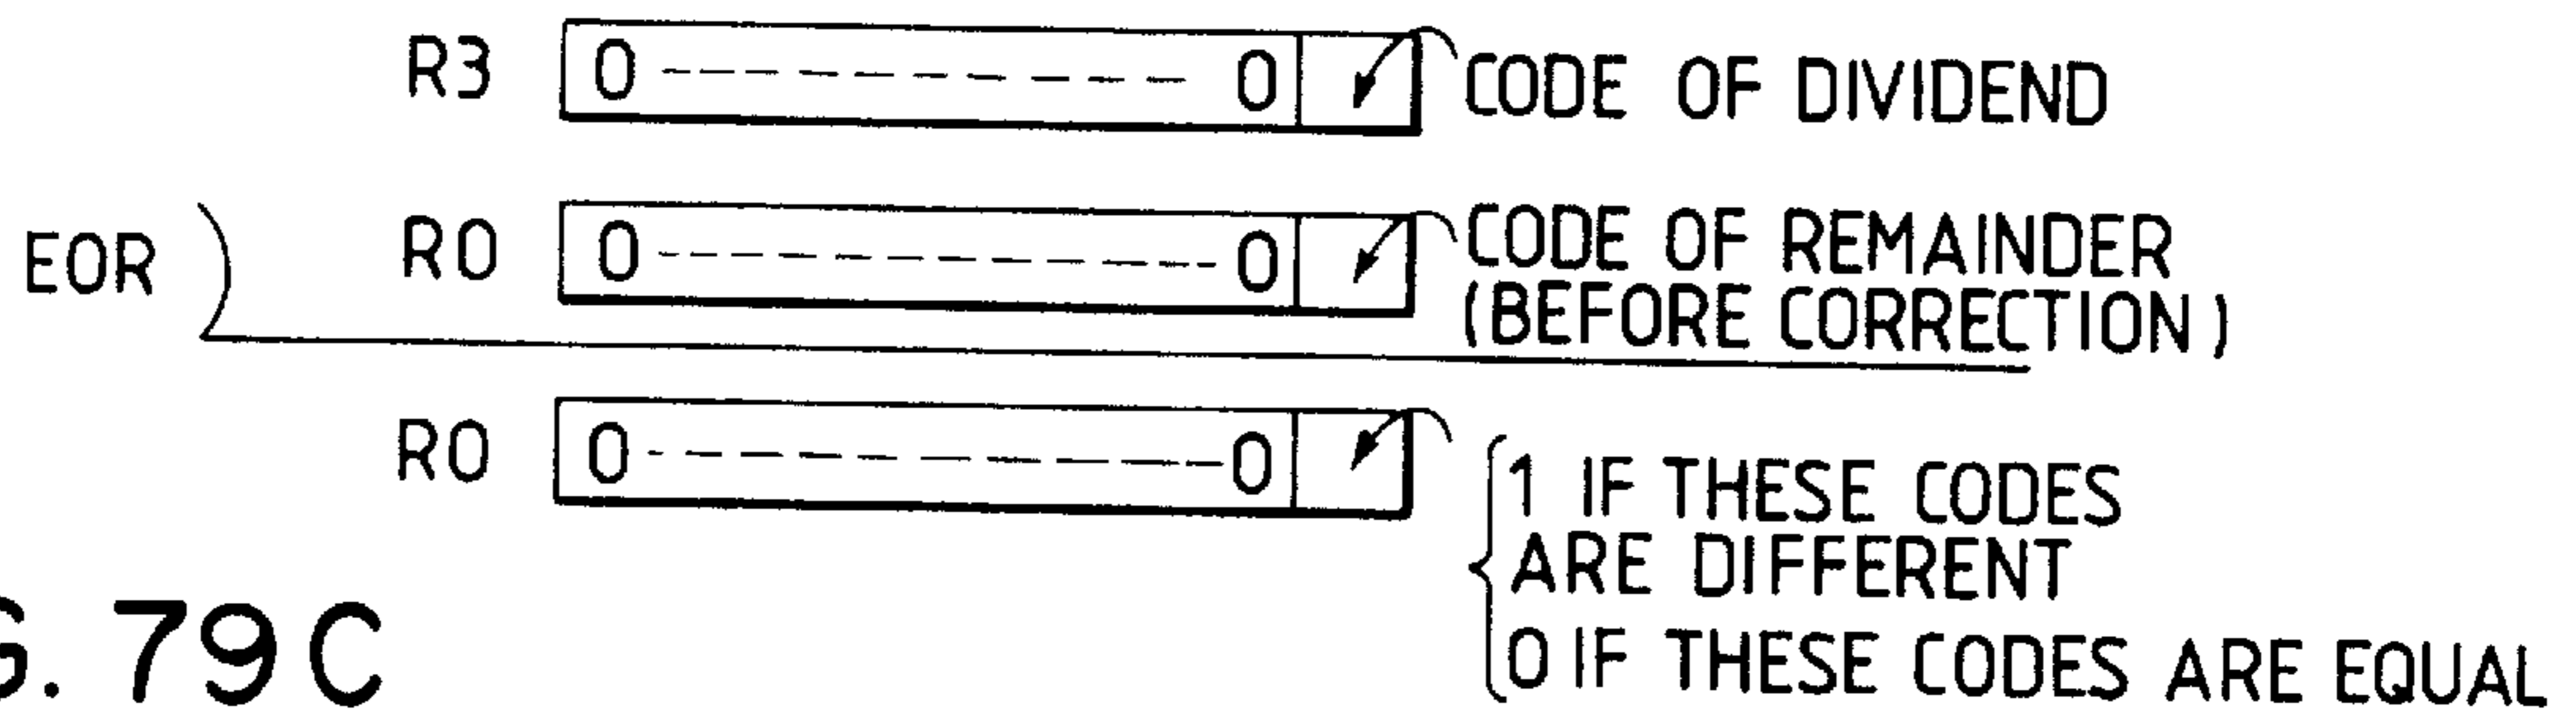 R3 0 0 CODE OF DIVIDEND
EOR R0 0 0 CODE OF REMAINDER
(BEFORE CORRECTION)
R0 0 0
1 IF THESE CODES
ARE DIFFERENT
0 IF THESE CODES ARE EQUAL
G. 79C